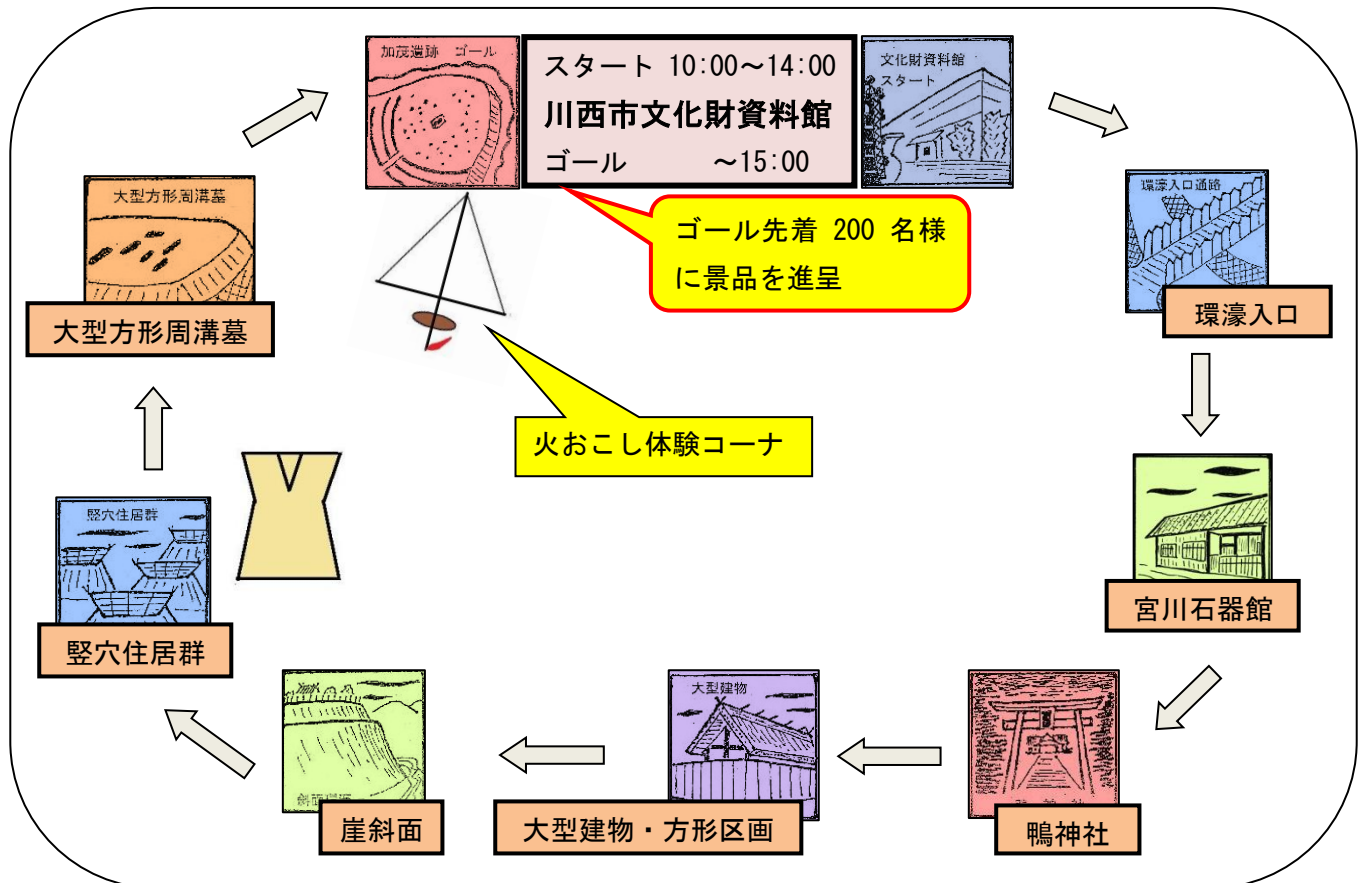 加茂遺跡 ゴール
スタート 10:00～14:00
川西市文化財資料館
ゴール ～15:00
文化財資料館
スタート
ゴール先着 200 名様
に景品を進呈
火おこし体験コーナ
環濠入口通路
環濠入口
宮川石器館
鴨神社
大型建物
大型建物・方形区画
崖斜面
竪穴住居群
竪穴住居群
大型方形周溝墓
大型方形周溝墓